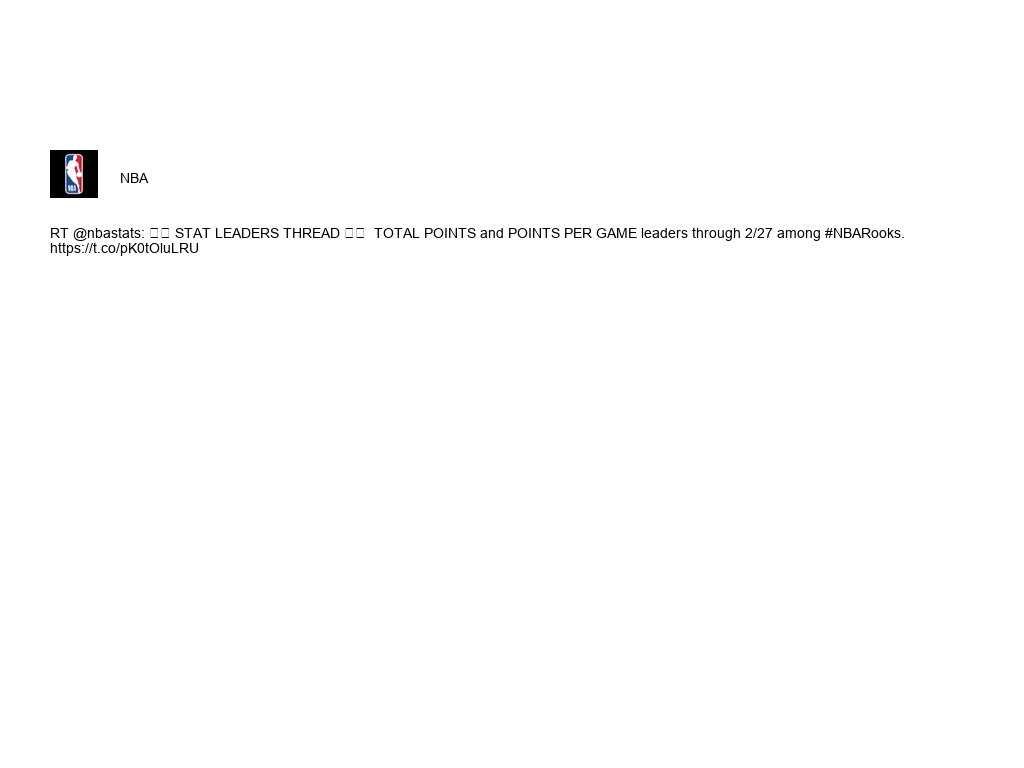 NBA
RT @nbastats: □□ STAT LEADERS THREAD □□ TOTAL POINTS and POINTS PER GAME leaders through 2/27 among #NBARooks.
https://t.co/pK0tOluLRU